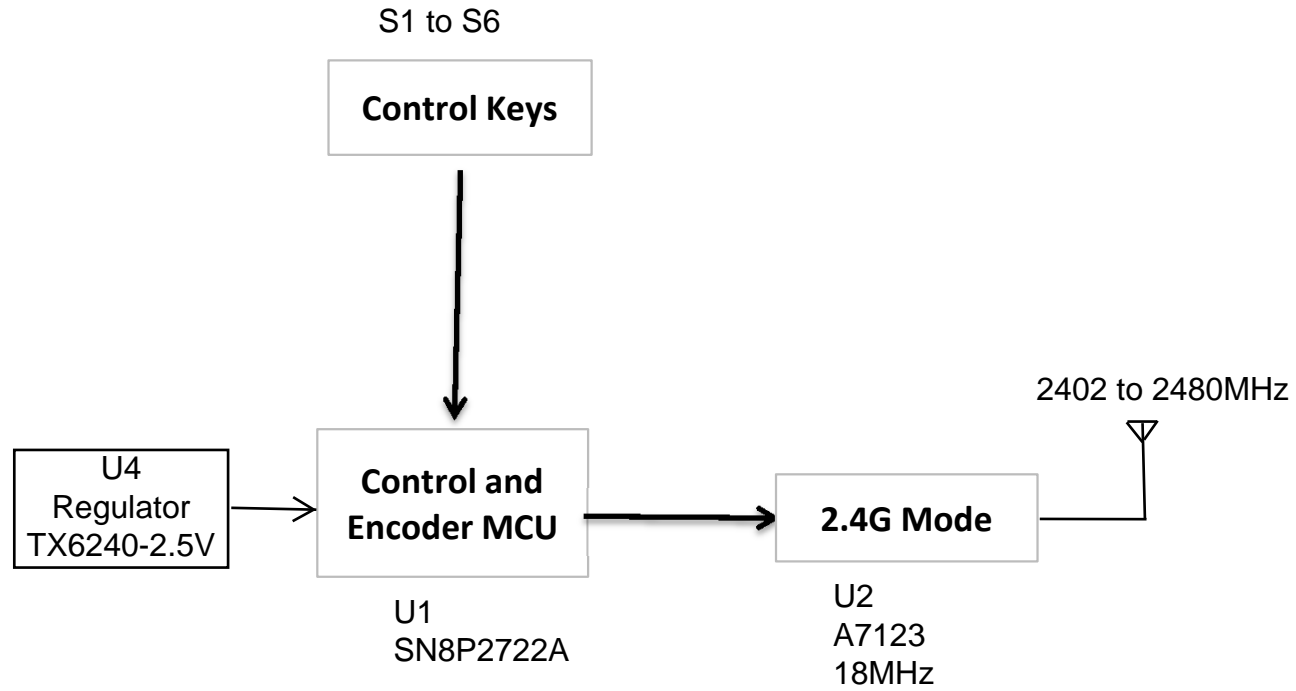 S1 to S6
Control Keys
2402 to 2480MHz
U4
Regulator
TX6240-2.5V
Control and
Encoder MCU
2.4G Mode
U1
SN8P2722A
U2
A7123
18MHz